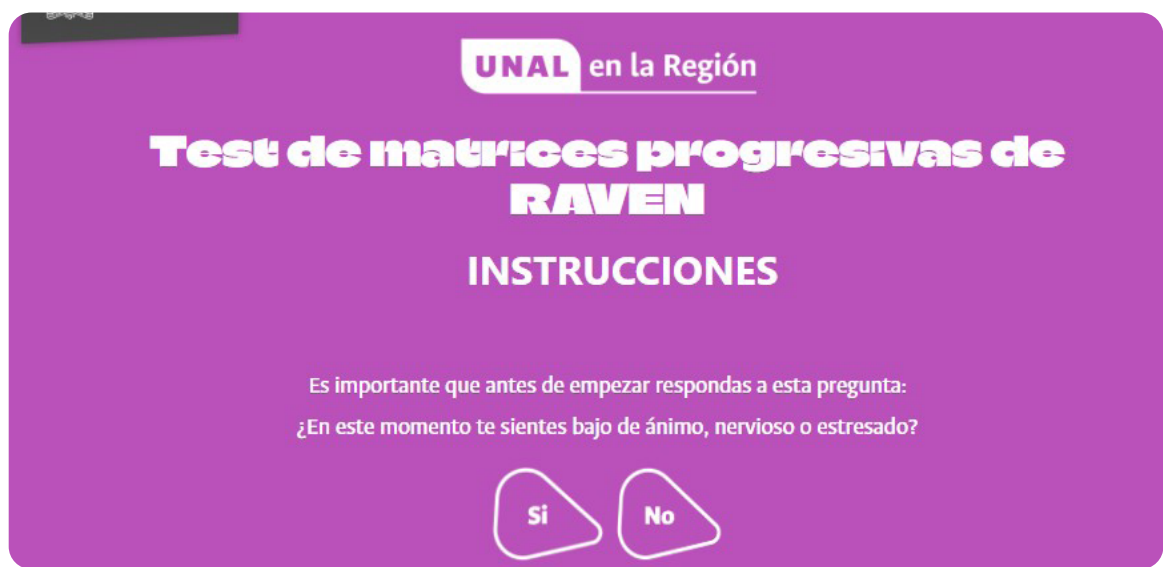 UNAL en la Región
Test de matrices progresivas de
RAVEN
INSTRUCCIONES
Es importante que antes de empezar respondas a esta pregunta:
¿En este momento te sientes bajo de ánimo, nervioso o estresado?
Si No